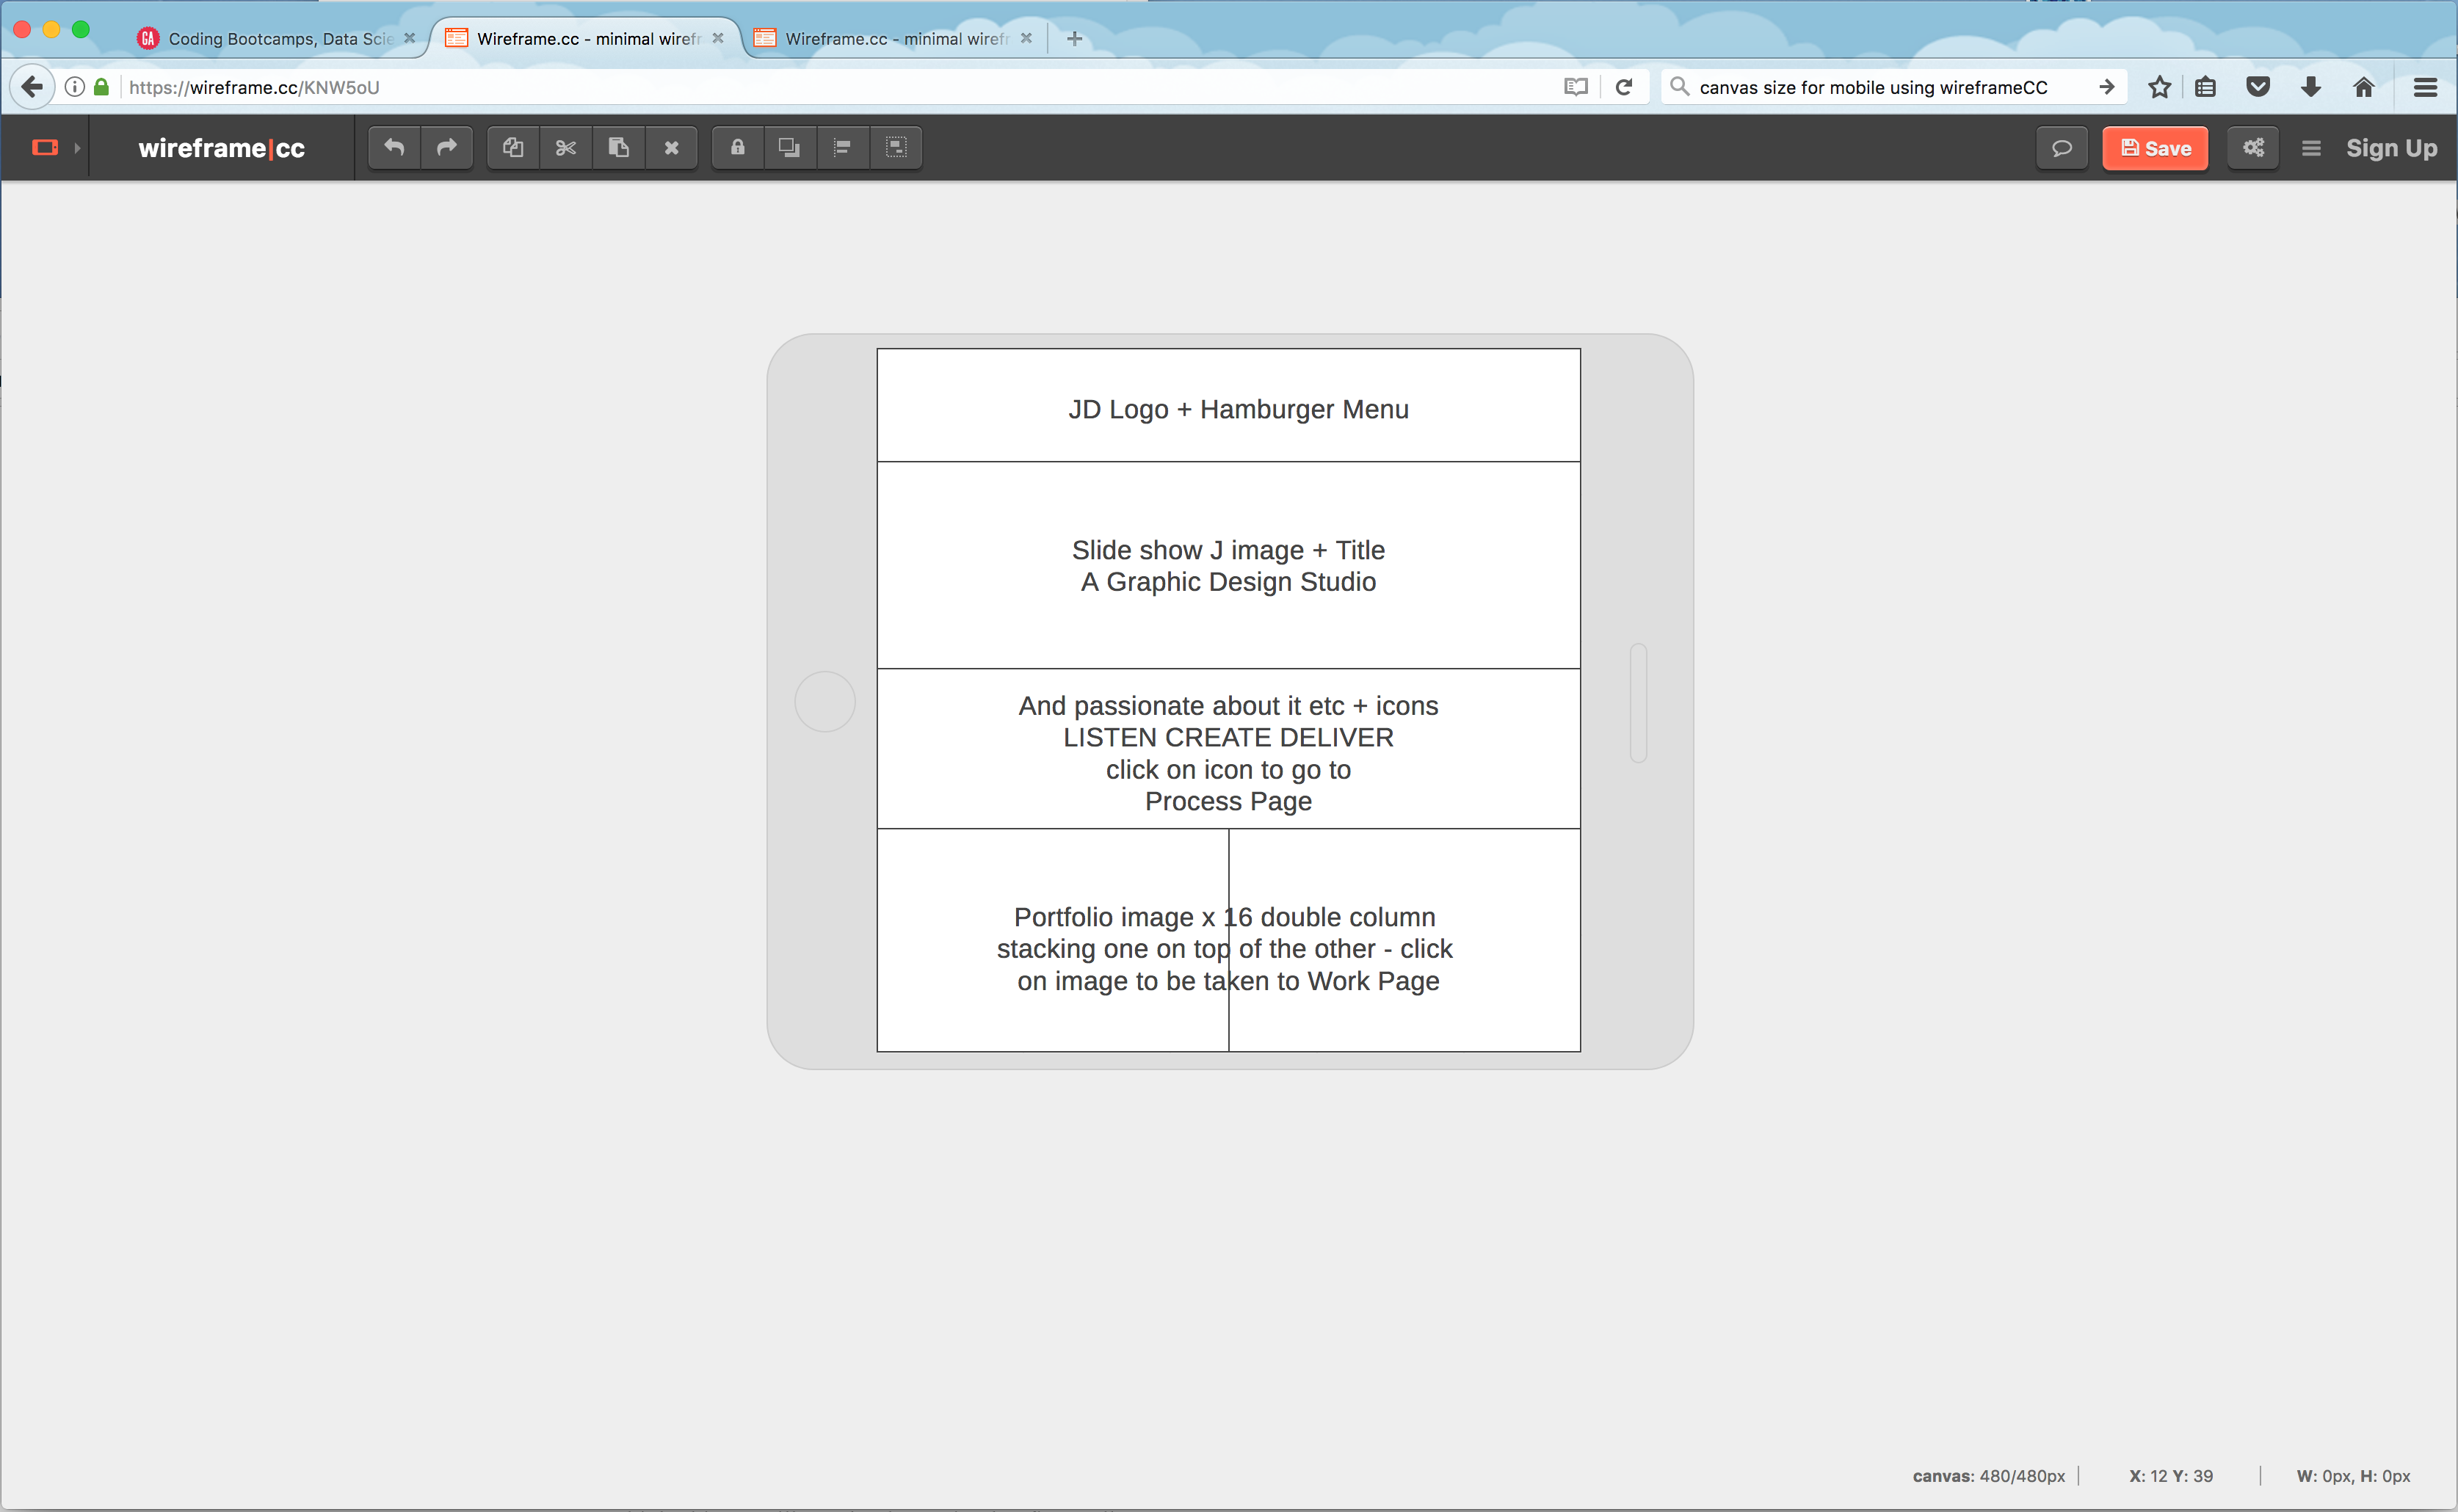 Coding Bootcamps, Data Scie
Wireframe.cc - minimal wirefr
Wireframe.cc - minimal wirefr
https://wireframe.cc/KNW5oU
canvas size for mobile using wireframeCC
wireframe|cc
Save
Sign Up
JD Logo + Hamburger Menu
Slide show J image + Title
A Graphic Design Studio
And passionate about it etc + icons
LISTEN CREATE DELIVER
click on icon to go to
Process Page
Portfolio image x 16 double column
stacking one on top of the other - click
on image to be taken to Work Page
canvas: 480/480px
X: 12 Y: 39
W: 0px, H: 0px